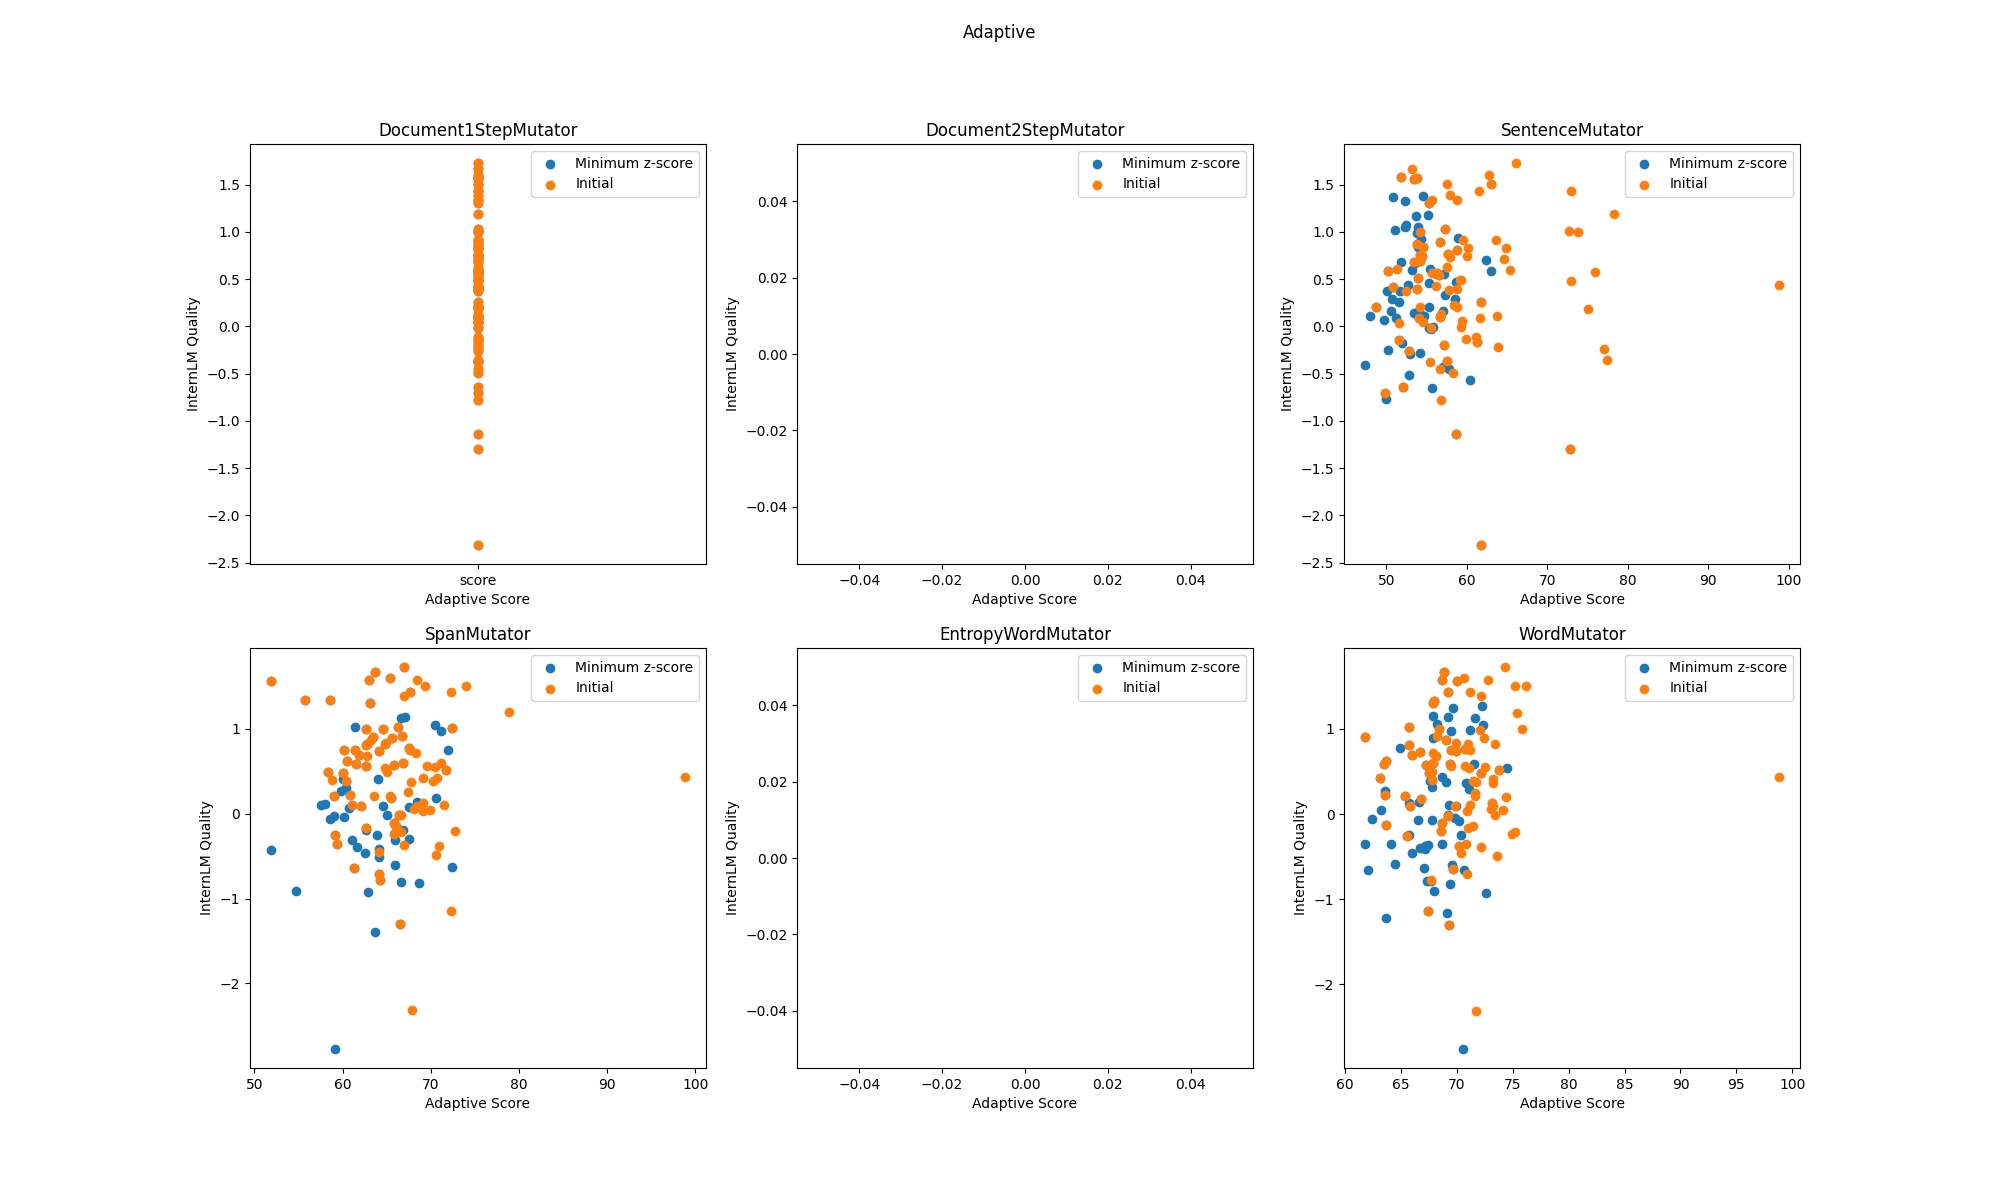 Adaptive
Document1StepMutator
InternLM Quality
1.5
1.0
0.5
0.0
−0.5
−1.0
−1.5
−2.0
−2.5
Minimum z-score
Initial
score
Adaptive Score
Document2StepMutator
InternLM Quality
0.04
0.02
0.00
−0.02
−0.04
Minimum z-score
Initial
−0.04 −0.02 0.00 0.02 0.04
Adaptive Score
SentenceMutator
InternLM Quality
1.5
1.0
0.5
0.0
−0.5
−1.0
−1.5
−2.0
−2.5
Minimum z-score
Initial
50 60 70 80 90 100
Adaptive Score
SpanMutator
InternLM Quality
1
0
−1
−2
Minimum z-score
Initial
50 60 70 80 90 100
Adaptive Score
EntropyWordMutator
InternLM Quality
0.04
0.02
0.00
−0.02
−0.04
Minimum z-score
Initial
−0.04 −0.02 0.00 0.02 0.04
Adaptive Score
WordMutator
InternLM Quality
1
0
−1
−2
Minimum z-score
Initial
60 65 70 75 80 85 90 95 100
Adaptive Score